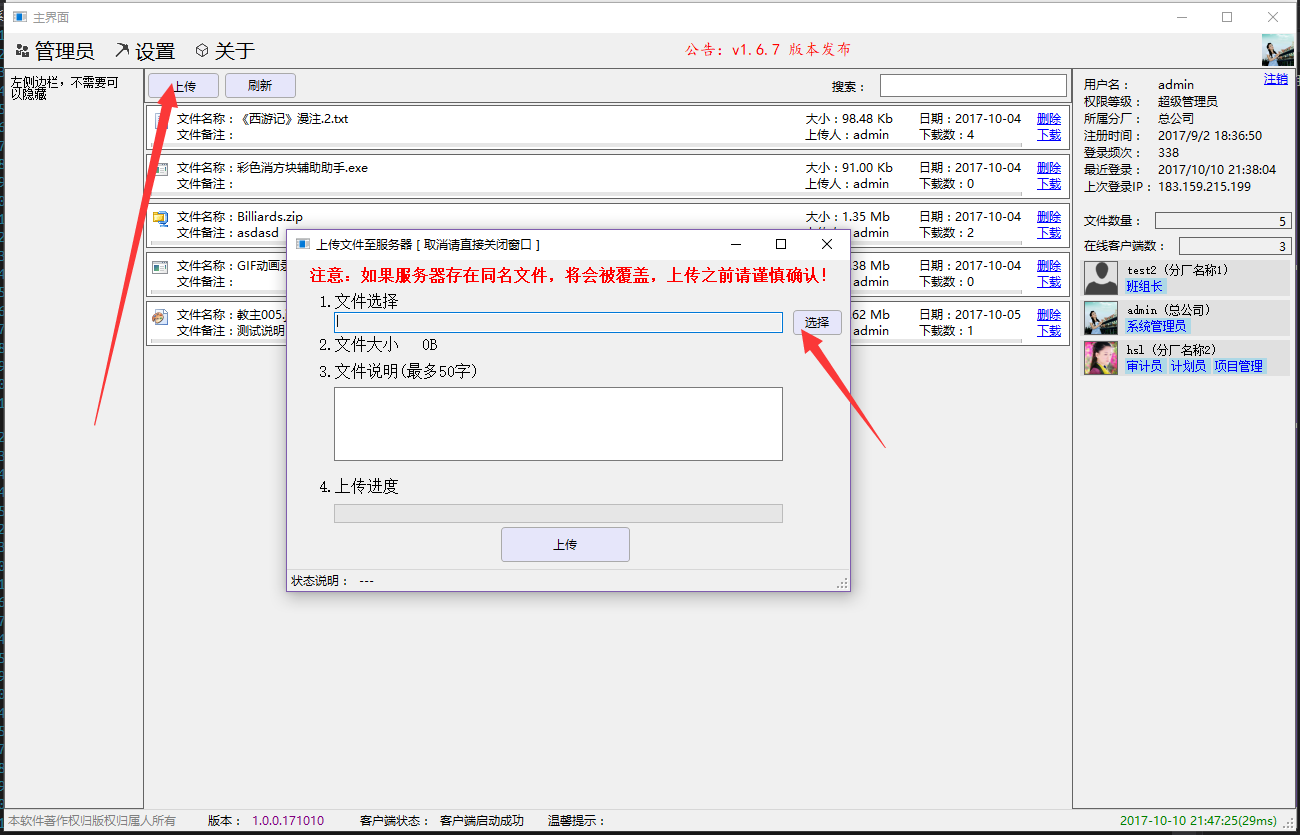 主界面
管理员 设置 关于 公告：v1.6.7 版本发布
左侧边栏，不需要可
以隐藏
上传 刷新 搜索：
文件名称：《西游记》漫注.2.txt 大小：98.48 Kb 日期：2017-10-04 删除
文件备注： 上传人：admin 下载数：4 下载
文件名称：彩色消方块辅助助手.exe 大小：91.00 Kb 日期：2017-10-04 删除
文件备注： 上传人：admin 下载数：0 下载
文件名称：Billiards.zip 大小：1.35 Mb 日期：2017-10-04 删除
文件备注：asdasd 下载数：2 下载
文件名称：GIF动画录 38 Mb 日期：2017-10-04 删除
文件备注： admin 下载数：0 下载
文件名称：教主005. 62 Mb 日期：2017-10-05 删除
文件备注：测试说明 admin 下载数：1 下载
上传文件至服务器 [ 取消请直接关闭窗口 ]
注意：如果服务器存在同名文件，将会被覆盖，上传之前请谨慎确认！
1.文件选择
选择
2.文件大小 0B
3.文件说明(最多50字)
4.上传进度
上传
状态说明： ---
注销
用户名： admin
权限等级： 超级管理员
所属分厂： 总公司
注册时间： 2017/9/2 18:36:50
登录频次： 338
最近登录： 2017/10/10 21:38:04
上次登录IP： 183.159.215.199
文件数量： 5
在线客户端数： 3
test2（分厂名称1）
班组长
admin（总公司）
系统管理员
hsl（分厂名称2）
审计员 计划员 项目管理
本软件著作权归版权归属人所有 版本： 1.0.0.171010 客户端状态： 客户端启动成功 温馨提示： 2017-10-10 21:47:25(29ms)